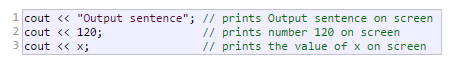 1 cout << "Output sentence"; // prints Output sentence on screen
2 cout << 120;               // prints number 120 on screen
3 cout << x;                 // prints the value of x on screen